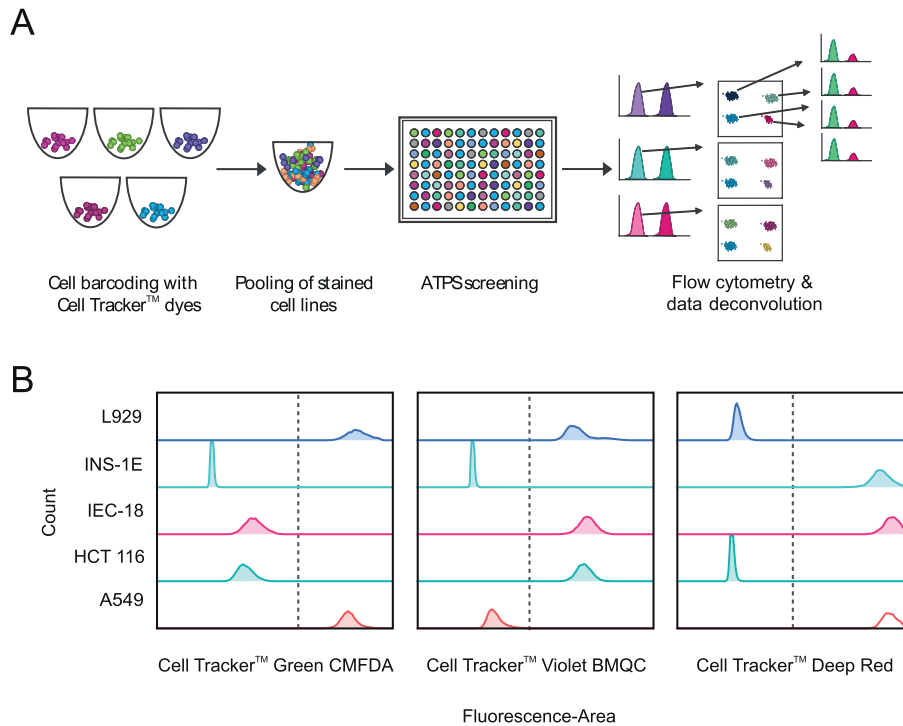 A
Cell barcoding with
Cell Tracker™ dyes
Pooling of stained
cell lines
ATPSscreening
Flow cytometry &
data deconvolution
B
L929
INS-1E
IEC-18
HCT 116
A549
Count
Cell Tracker™ Green CMFDA
Cell Tracker™ Violet BMQC
Cell Tracker™ Deep Red
Fluorescence-Area